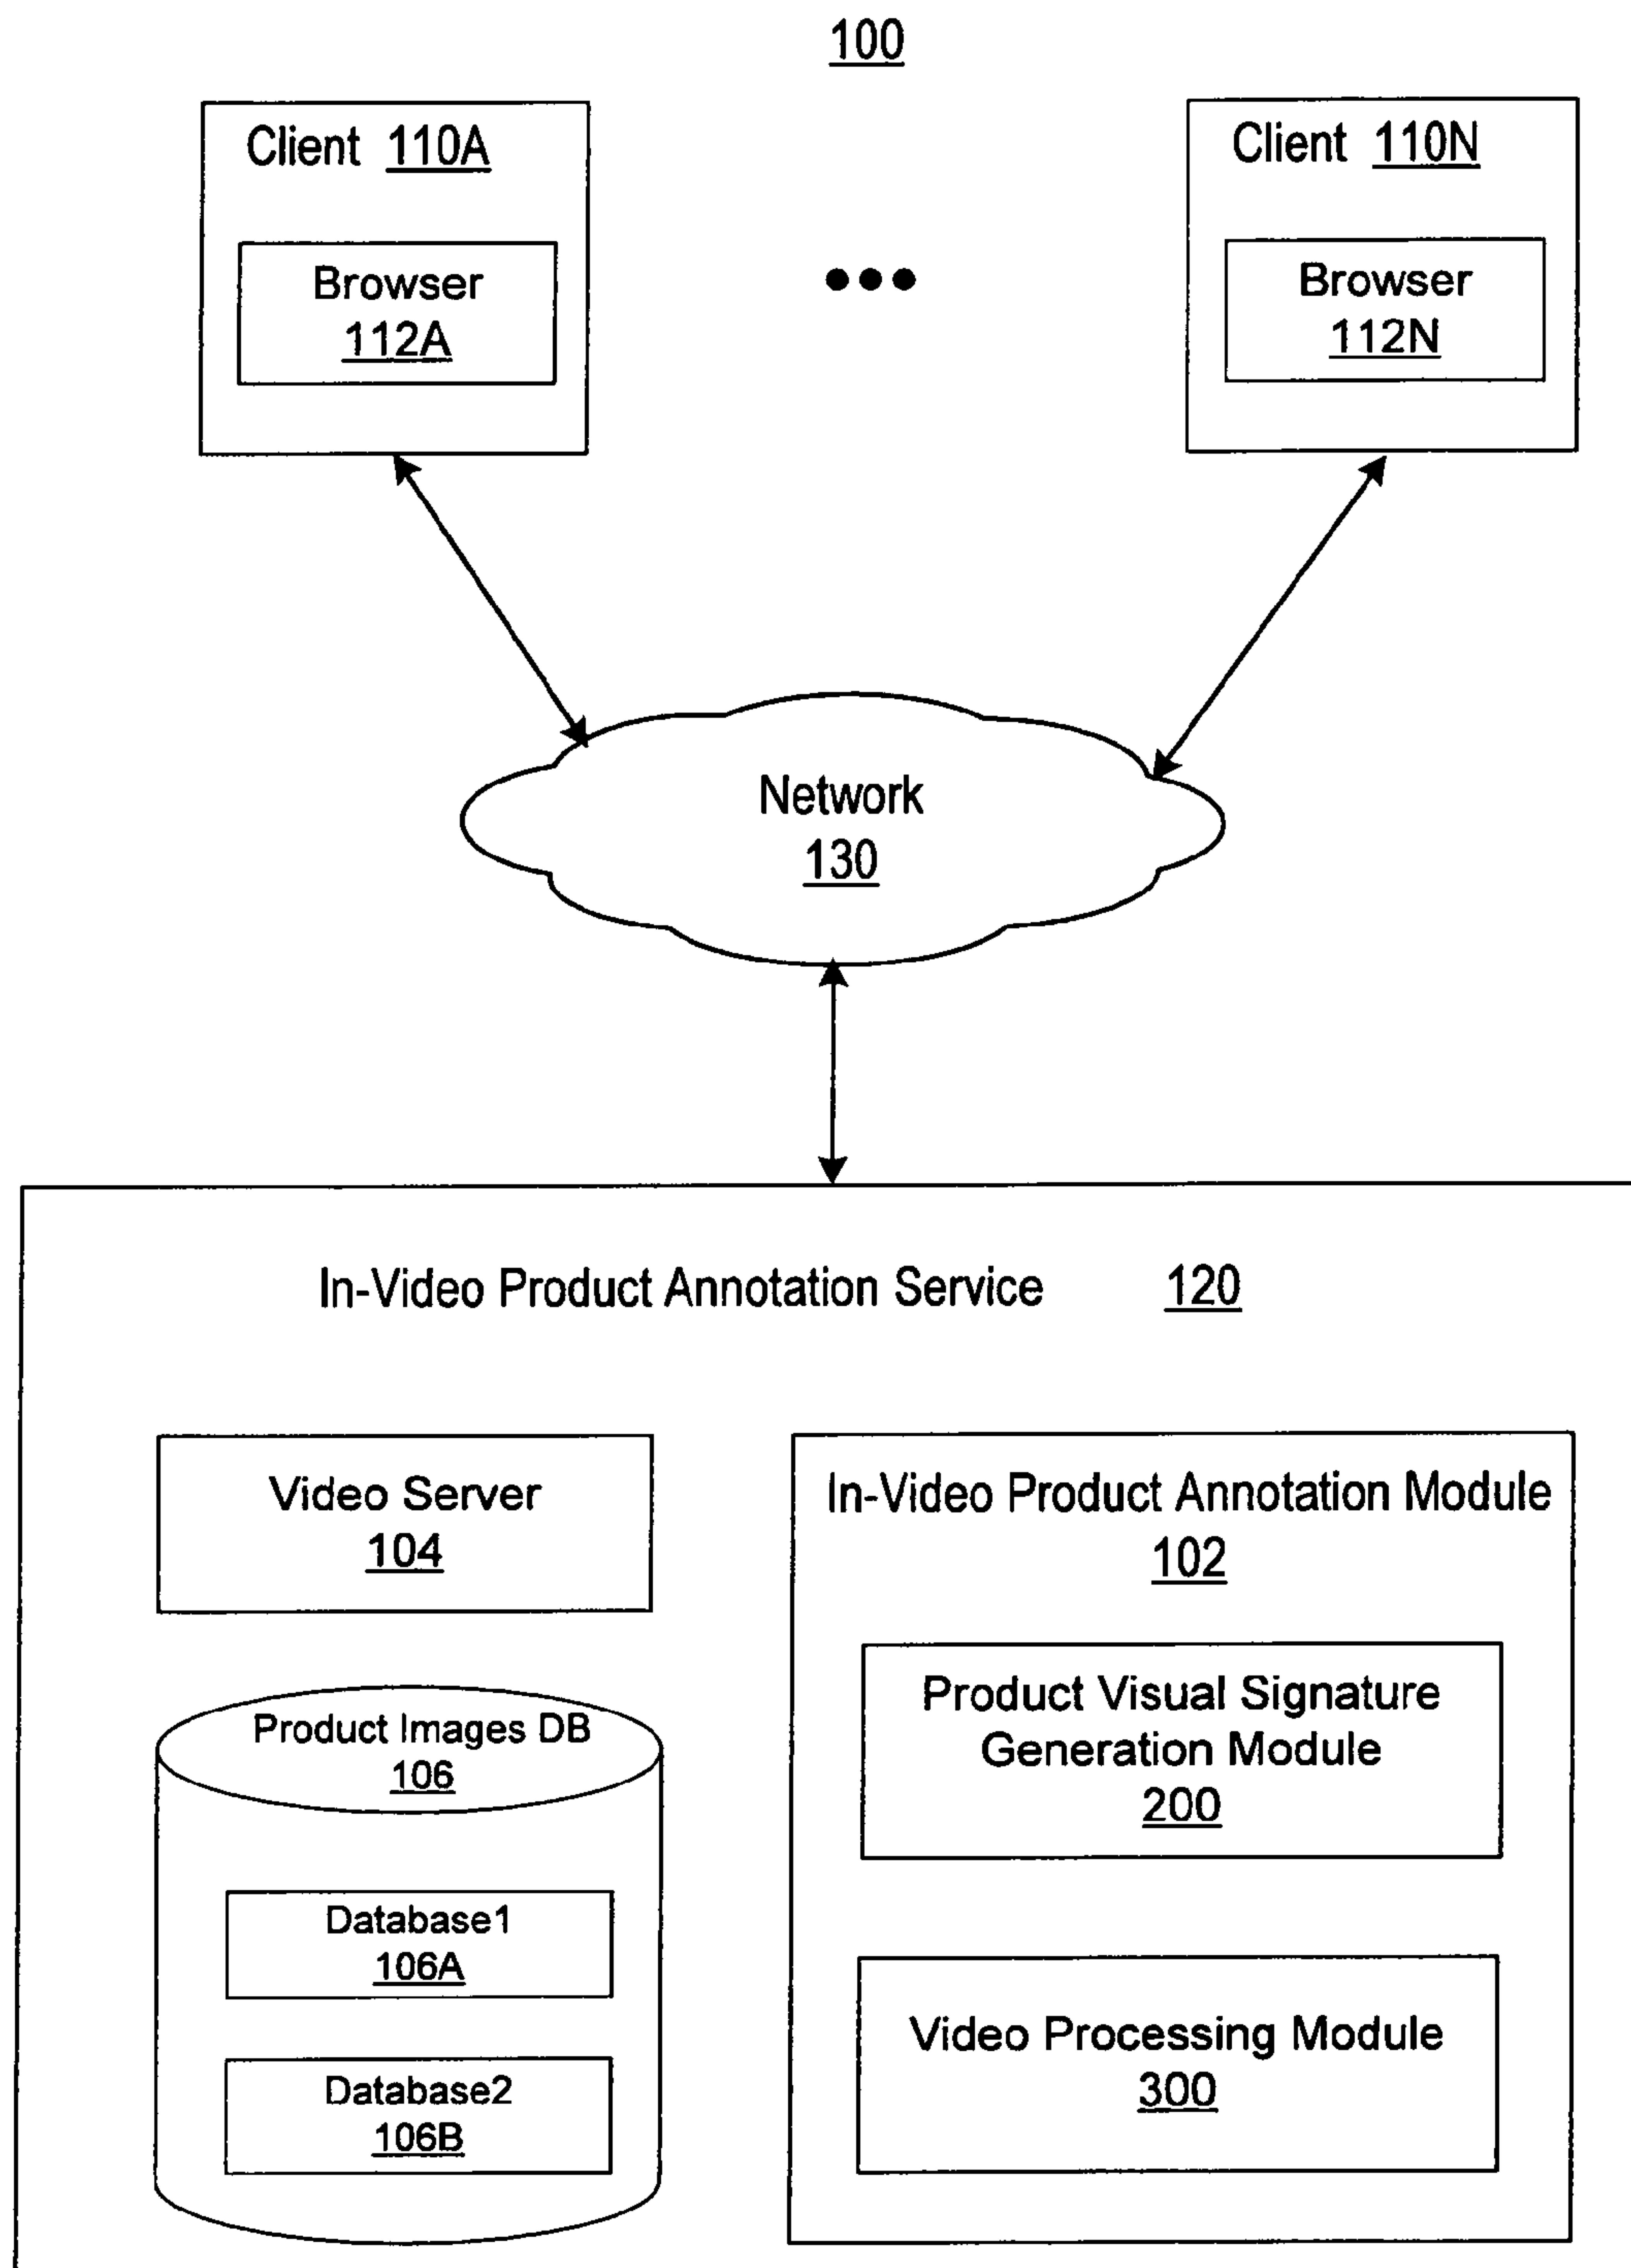 100
Client 110A
Browser
112A
Client 110N
Browser
112N
Network
130
In-Video Product Annotation Service 120
Video Server
104
Product Images DB
106
Database1
106A
Database2
106B
In-Video Product Annotation Module
102
Product Visual Signature
Generation Module
200
Video Processing Module
300